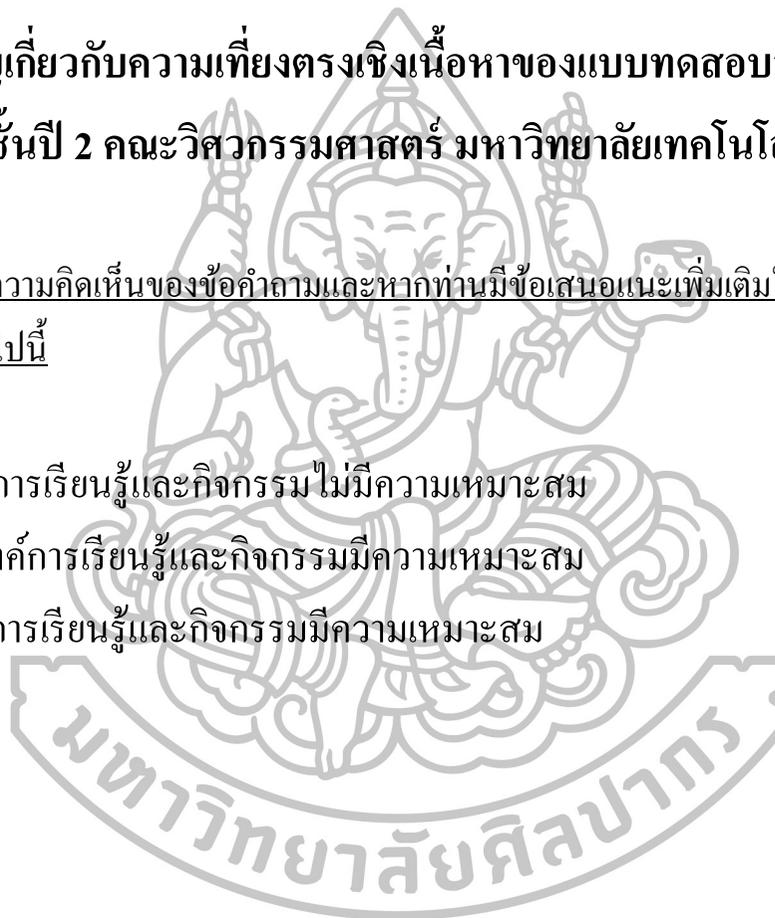 เกี่ยวกับความเที่ยงตรงเชิงเนื้อหาของแบบทดสอบ
ชั้นปี 2 คณะวิศวกรรมศาสตร์ มหาวิทยาลัยเทคโนโล
ความคิดเห็นของข้อคำถามและหากท่านมีข้อเสนอแนะเพิ่มเติม
ไปนี้
การเรียนรู้และกิจกรรมไม่มีความเหมาะสม
ค์การเรียนรู้และกิจกรรมมีความเหมาะสม
การเรียนรู้และกิจกรรมมีความเหมาะสม
มหาวิทยาลัยศิลปากร